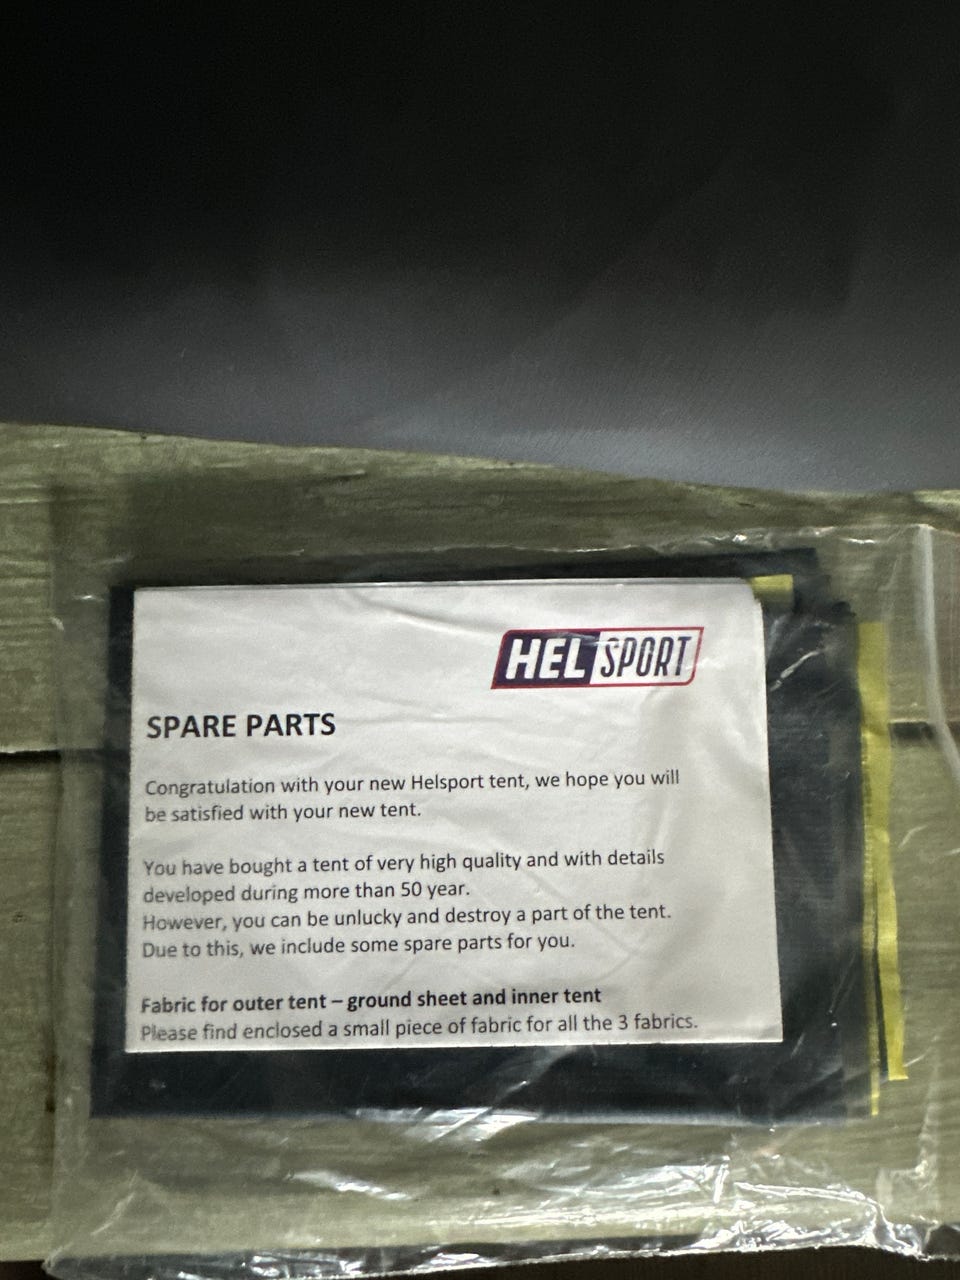 HELSPORT
SPARE PARTS
Congratulation with your new Helsport tent, we hope you will
be satisfied with your new tent.
You have bought a tent of very high quality and with details
developed during more than 50 year.
However, you can be unlucky and destroy a part of the tent.
Due to this, we include some spare parts for you.
Fabric for outer tent – ground sheet and inner tent
Please find enclosed a small piece of fabric for all the 3 fabrics.